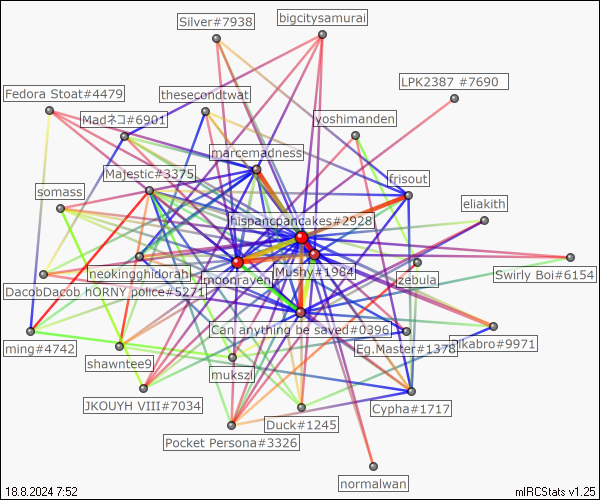 Silver#7938
bigcitysamurai
LPK2387 #7690
Fedora Stoat#4479
thesecondtwat
Madネコ#6901
yoshimanden
marcemadness
Majestic#3375
frisout
somass
eliakith
hispancpancakes#2928
neokingghidorah
moonraven
Mushy#1984
zebula
Swirly Boi#6154
DacobDacob HORNY police#5271
Can anything be saved#0396
ming#4742
Eg.Master#1378
Pikabro#9971
shawntee9
mukszi
JKOUYH VIII#7034
Cypha#1717
Duck#1245
Pocket Persona#3326
normalwan
18.8.2024 7:52
mIRCStats v1.25